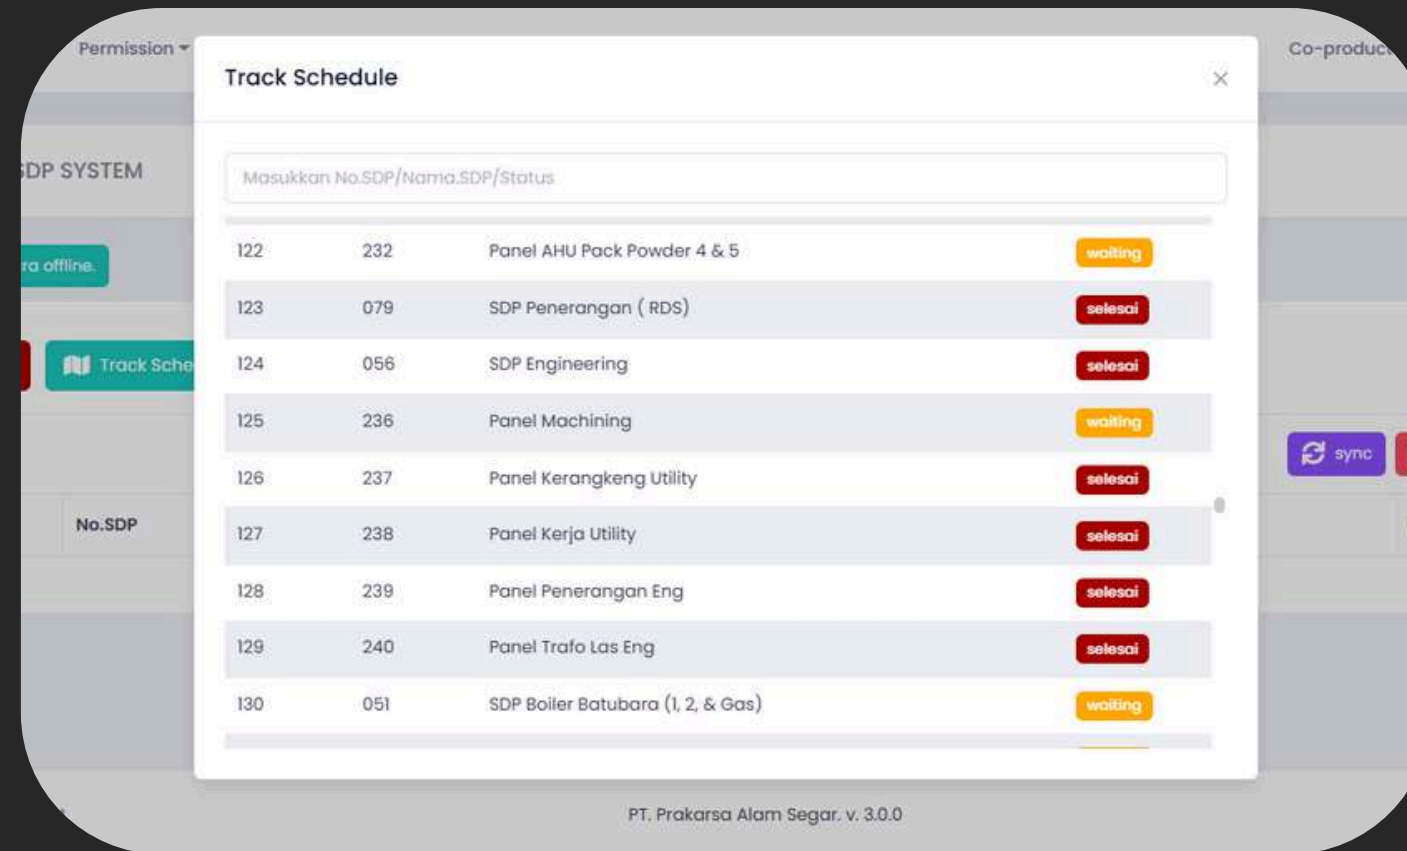 Permission
Co-product
Track Schedule
SDP SYSTEM
Masukkan No.SDP/Nama.SDP/Status
122 232 Panel AHU Pack Powder 4 & 5 waiting
ra offline.
123 079 SDP Penerangan ( RDS) selesai
Track Sche
124 056 SDP Engineering selesai
125 236 Panel Machining waiting
sync
126 237 Panel Kerangkeng Utility selesai
No.SDP
127 238 Panel Kerja Utility selesai
128 239 Panel Penerangan Eng selesai
129 240 Panel Trafo Las Eng selesai
130 051 SDP Boiler Batubara (1, 2, & Gas) waiting
PT. Prakarsa Alam Segar. v. 3.0.0